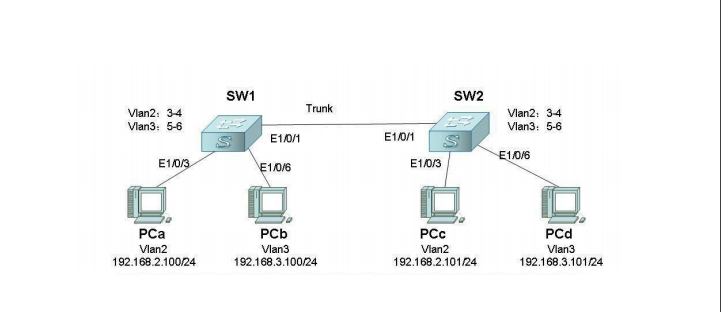 SW1
SW2
Trunk
Vlan2：3-4
Vlan3：5-6
Vlan2：3-4
Vlan3：5-6
E1/0/1
E1/0/1
E1/0/3
E1/0/6
E1/0/3
E1/0/6
S
S
PCa
Vlan2
192.168.2.100/24
PCb
Vlan3
192.168.3.100/24
PCc
Vlan2
192.168.2.101/24
PCd
Vlan3
192.168.3.101/24